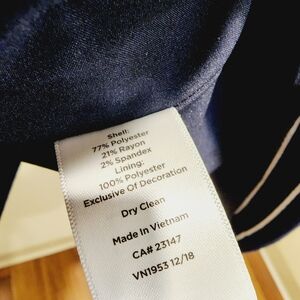 Shell:
77% Polyester
21% Rayon
2% Spandex
Lining:
100% Polyester
Exclusive Of Decoration
Dry Clean
Made In Vietnam
CA# 23147
VN1953 12/18